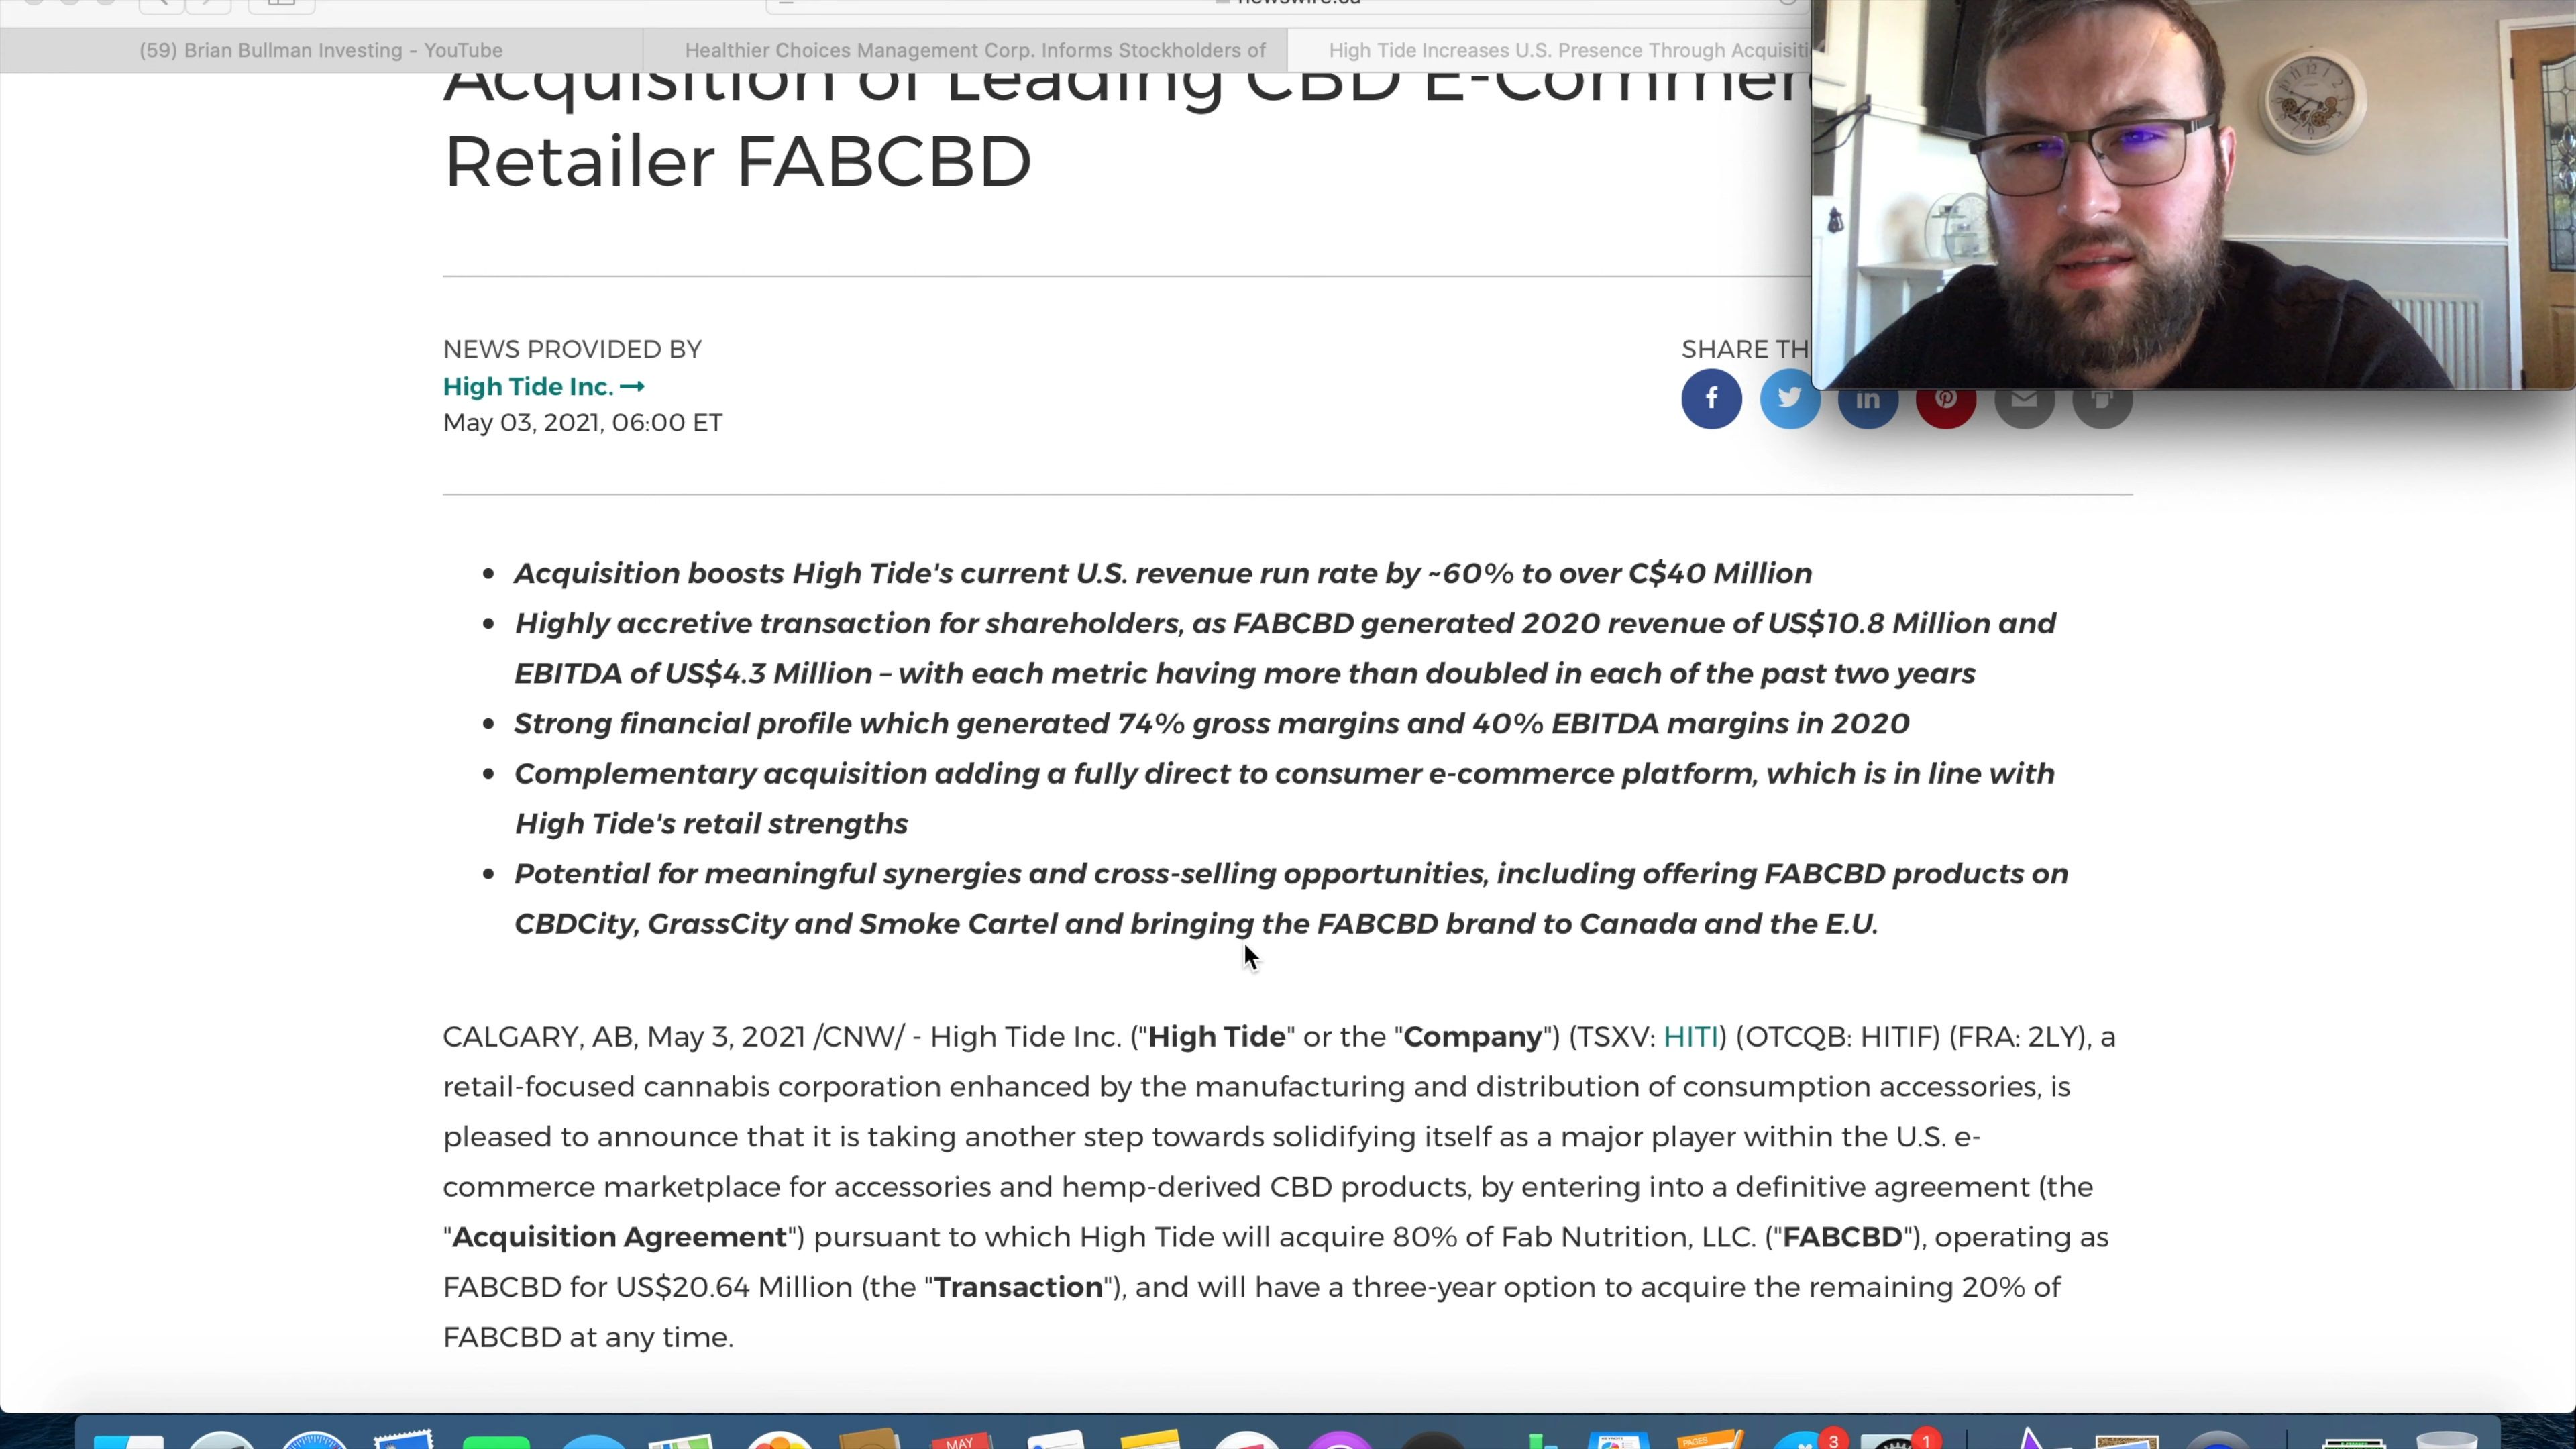 newswire.ca
(59) Brian Bullman Investing - YouTube
Healthier Choices Management Corp. Informs Stockholders of
High Tide Increases U.S. Presence Through Acquisiti
Acquisition of Leading CBD E-Commerc
Retailer FABCBD
NEWS PROVIDED BY
High Tide Inc.
May 03, 2021, 06:00 ET
SHARE TH
• Acquisition boosts High Tide's current U.S. revenue run rate by ~60% to over C$40 Million
• Highly accretive transaction for shareholders, as FABCBD generated 2020 revenue of US$10.8 Million and
EBITDA of US$4.3 Million – with each metric having more than doubled in each of the past two years
• Strong financial profile which generated 74% gross margins and 40% EBITDA margins in 2020
• Complementary acquisition adding a fully direct to consumer e-commerce platform, which is in line with
High Tide's retail strengths
• Potential for meaningful synergies and cross-selling opportunities, including offering FABCBD products on
CBDCity, GrassCity and Smoke Cartel and bringing the FABCBD brand to Canada and the E.U.
CALGARY, AB, May 3, 2021 /CNW/ - High Tide Inc. ("High Tide" or the "Company") (TSXV: HITI) (OTCQB: HITIF) (FRA: 2LY), a
retail-focused cannabis corporation enhanced by the manufacturing and distribution of consumption accessories, is
pleased to announce that it is taking another step towards solidifying itself as a major player within the U.S. e-
commerce marketplace for accessories and hemp-derived CBD products, by entering into a definitive agreement (the
"Acquisition Agreement") pursuant to which High Tide will acquire 80% of Fab Nutrition, LLC. ("FABCBD"), operating as
FABCBD for US$20.64 Million (the "Transaction"), and will have a three-year option to acquire the remaining 20% of
FABCBD at any time.
MAY
PAGES
3
1